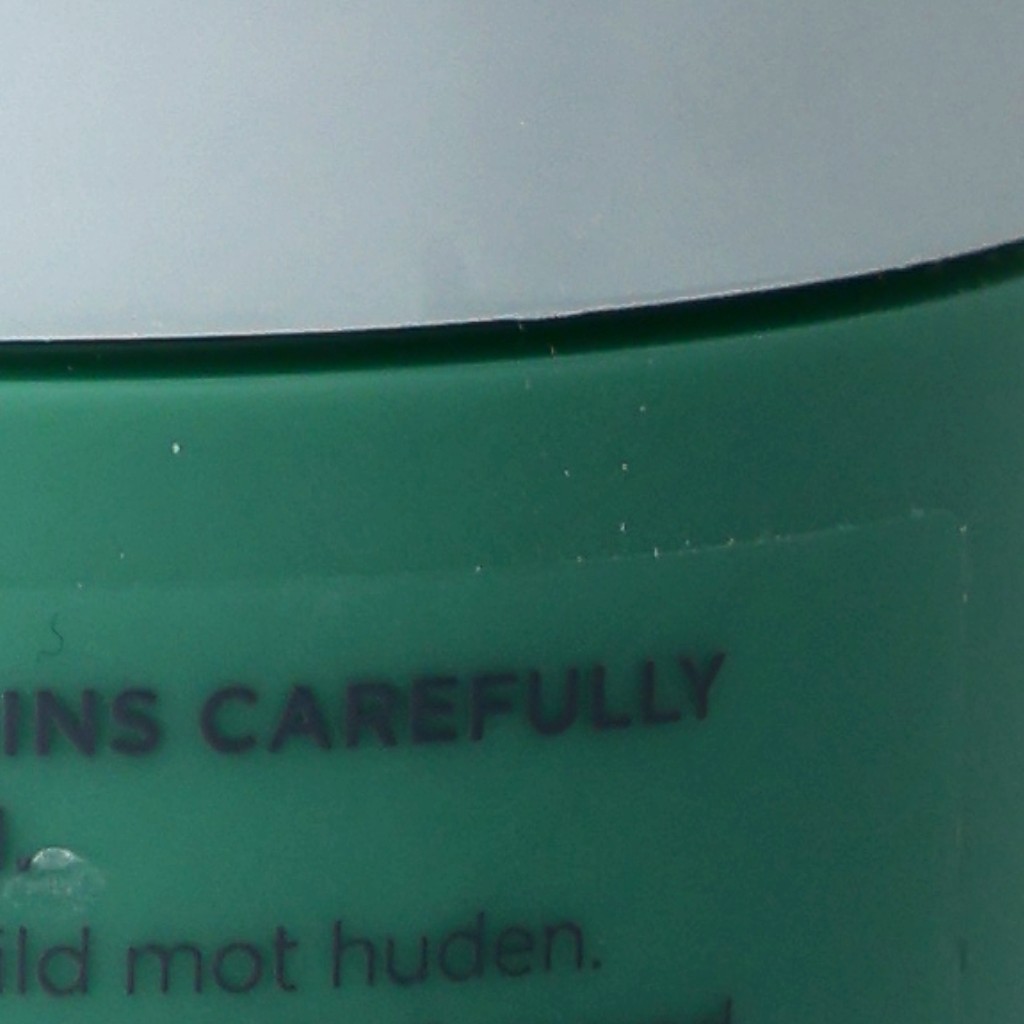 INS CAREFULLY
ild mot huden.